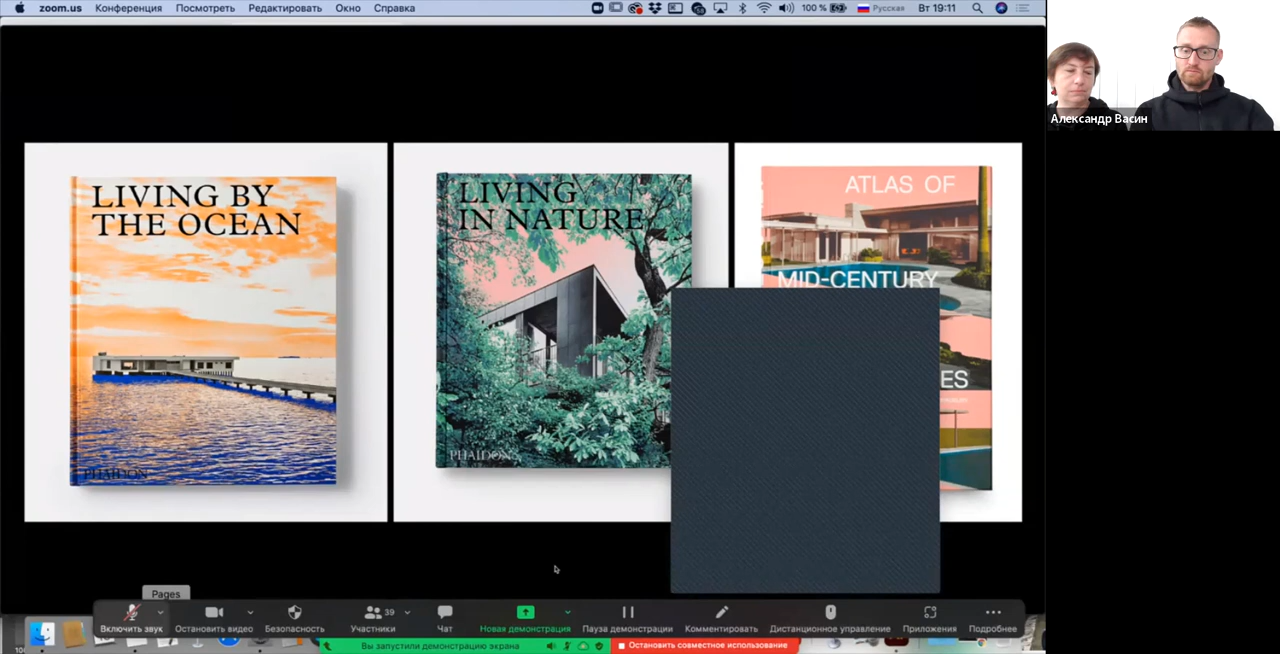 zoom.us Конференция Посмотреть Редактировать Окно Справка 100 % Русская Вт 19:11
Александр Васин
LIVING BY
THE OCEAN
PHAIDON
LIVING
IN NATURE
PHAIDON
ATLAS OF
MID-CENTURY
ES
Pages
39
Включить звук Остановить видео Безопасность Участники Чат Новая демонстрация Пауза демонстрации Комментировать Дистанционное управление Приложения Подробнее
Вы запустили демонстрацию экрана Остановить совместное использование